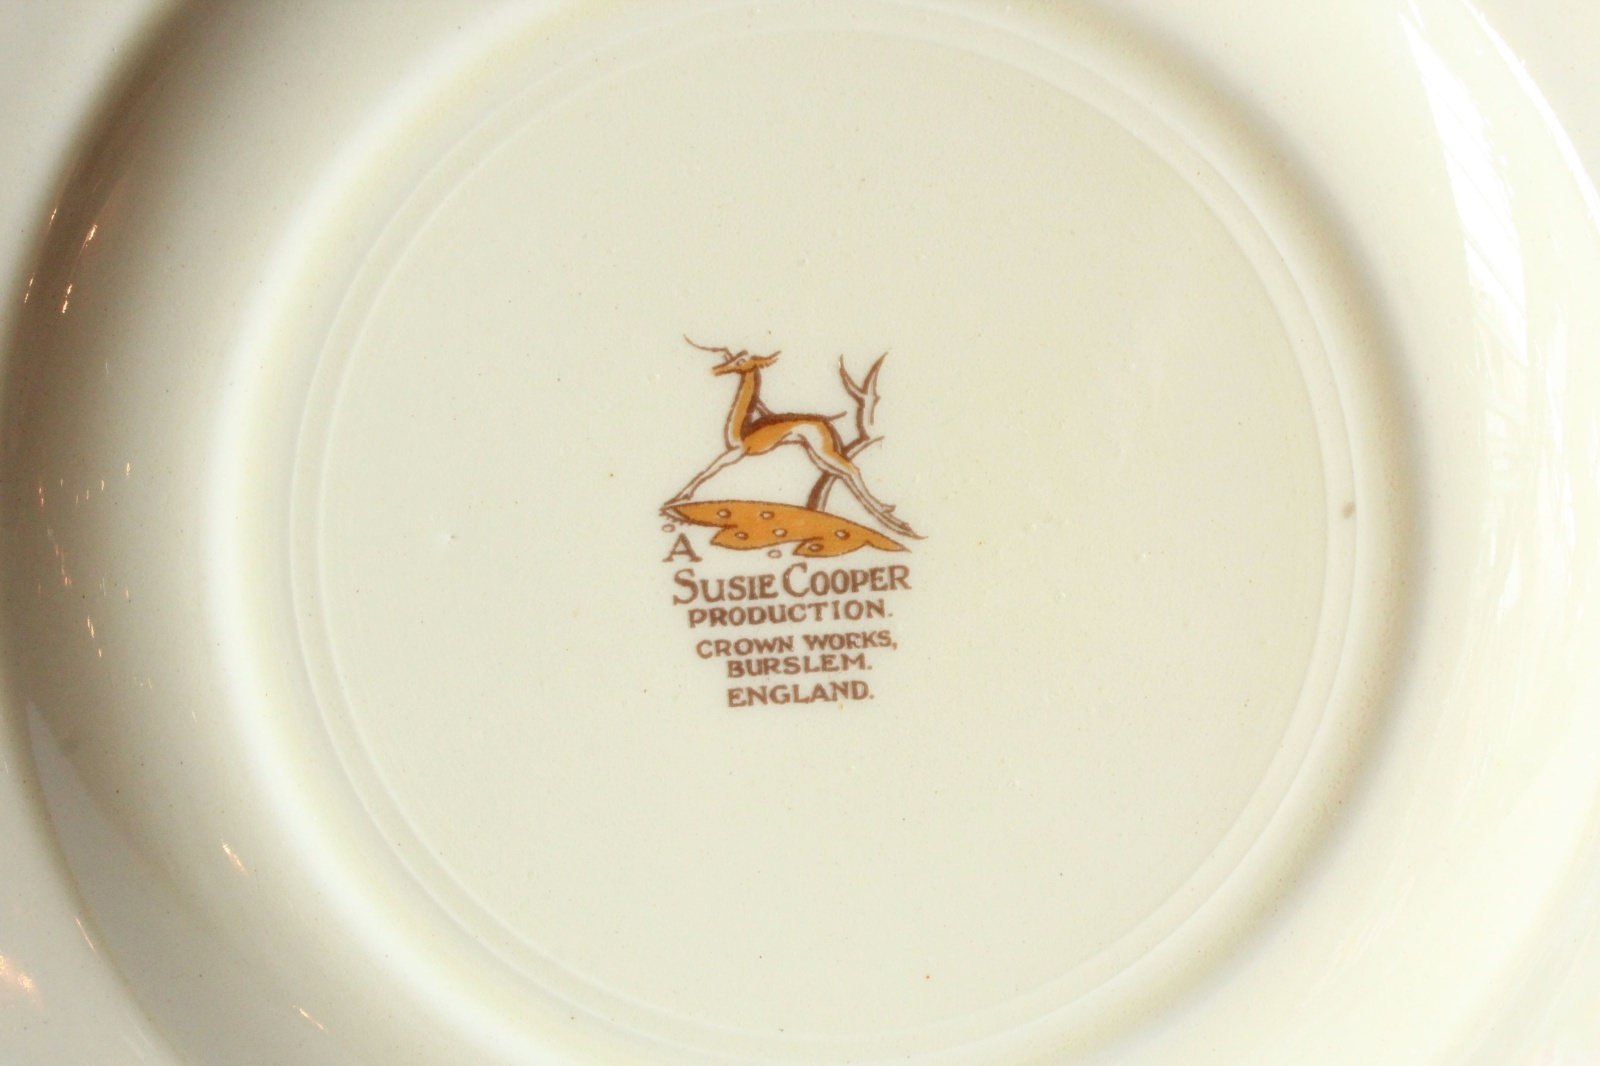 A
SUSIE COOPER
PRODUCTION.
CROWN WORKS,
BURSLEM.
ENGLAND.